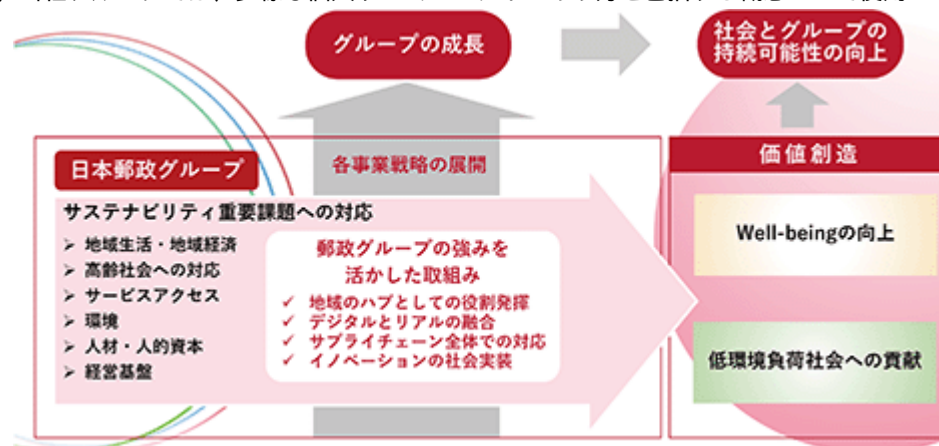 グループの成長
社会とグループの
持続可能性の向上
日本郵政グループ
各事業戦略の展開
価値創造
サステナビリティ重要課題への対応
➢ 地域生活・地域経済
➢ 高齢社会への対応
➢ サービスアクセス
➢ 環境
➢ 人材・人的資本
➢ 経営基盤
郵政グループの強みを
活かした取組み
✓ 地域のハブとしての役割発揮
✓ デジタルとリアルの融合
✓ サプライチェーン全体での対応
✓ イノベーションの社会実装
Well-beingの向上
低環境負荷社会への貢献